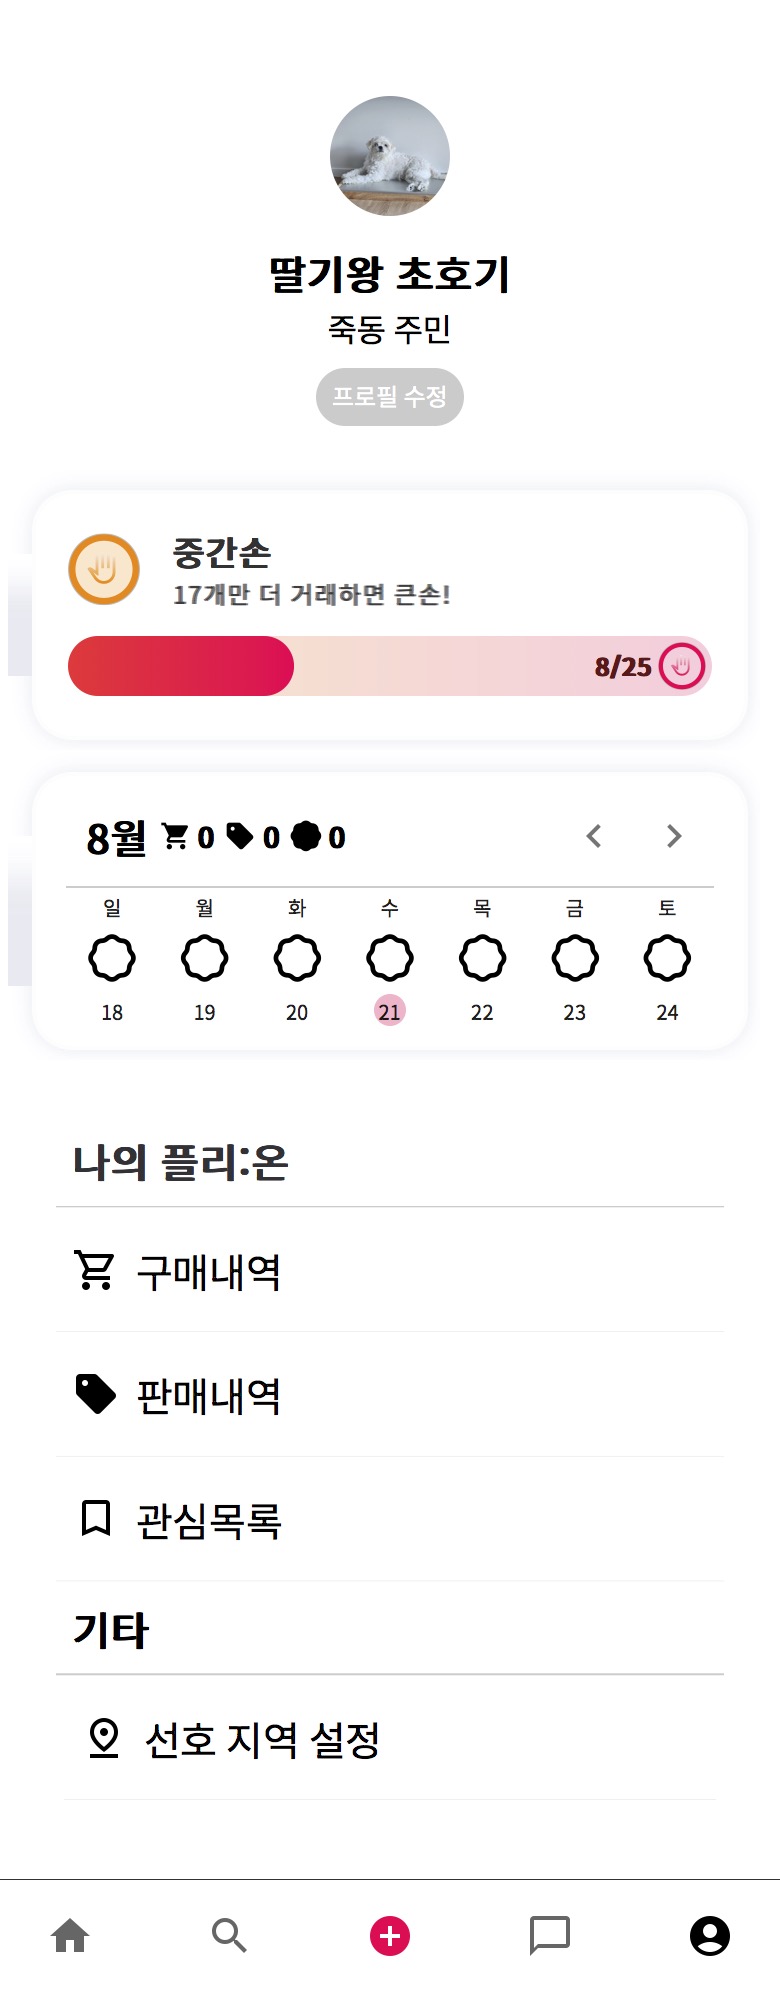 딸기왕 초호기
죽동 주민
프로필 수정
중간손
17개만 더 거래하면 큰손!
8/25
8월 0 0 0
일 월 화 수 목 금 토
18 19 20 21 22 23 24
나의 플리:온
구매내역
판매내역
관심목록
기타
선호 지역 설정